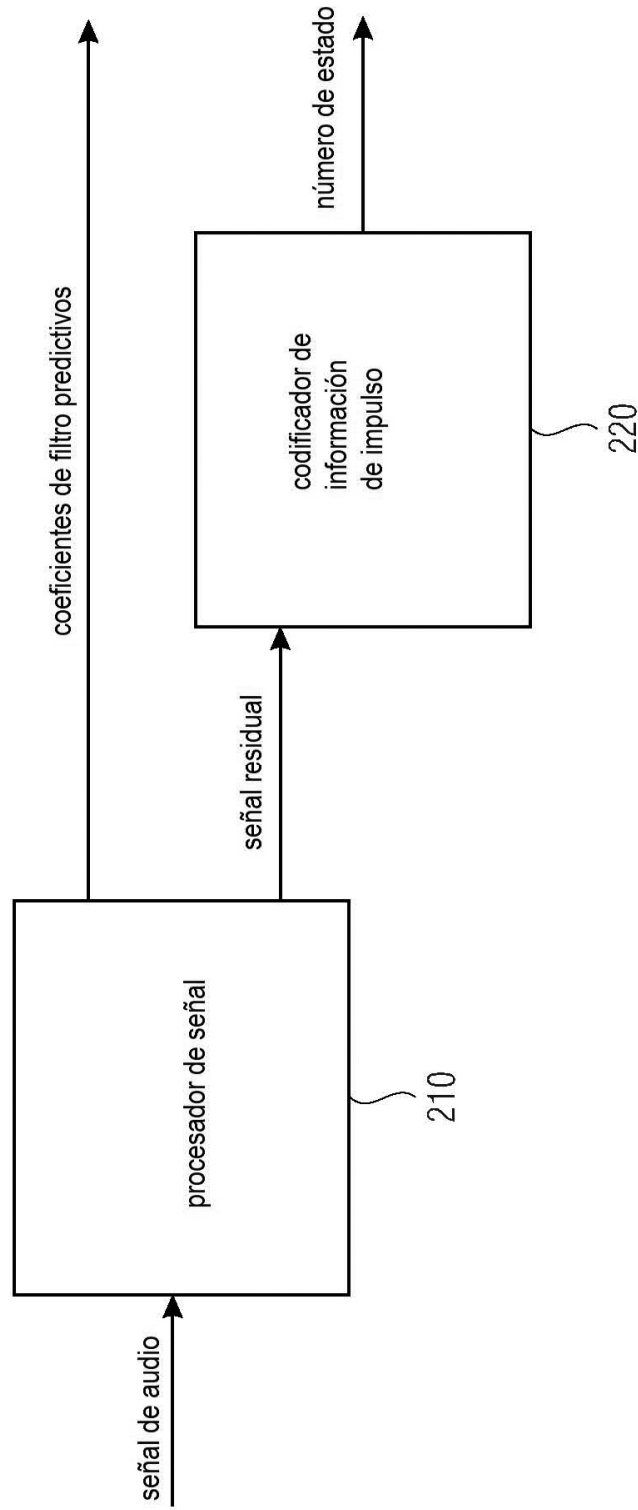 señal de audio
procesador de señal
210
coeficientes de filtro predictivos
señal residual
codificador de
información
de impulso
220
número de estado